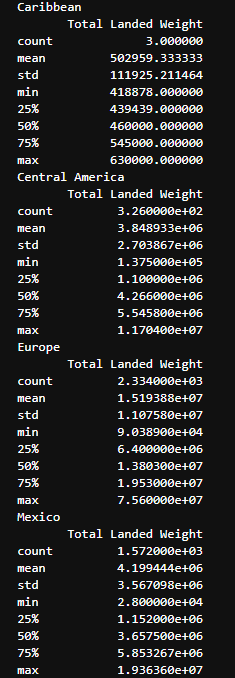 Caribbean
Total Landed Weight
count 3.000000
mean 502959.333333
std 111925.211464
min 418878.000000
25% 439439.000000
50% 460000.000000
75% 545000.000000
max 630000.000000
Central America
Total Landed Weight
count 3.260000e+02
mean 3.848933e+06
std 2.703867e+06
min 1.375000e+05
25% 1.100000e+06
50% 4.266000e+06
75% 5.545800e+06
max 1.170400e+07
Europe
Total Landed Weight
count 2.334000e+03
mean 1.519388e+07
std 1.107580e+07
min 9.038900e+04
25% 6.400000e+06
50% 1.380300e+07
75% 1.953000e+07
max 7.560000e+07
Mexico
Total Landed Weight
count 1.572000e+03
mean 4.199444e+06
std 3.567098e+06
min 2.800000e+04
25% 1.152000e+06
50% 3.657500e+06
75% 5.853267e+06
max 1.936360e+07